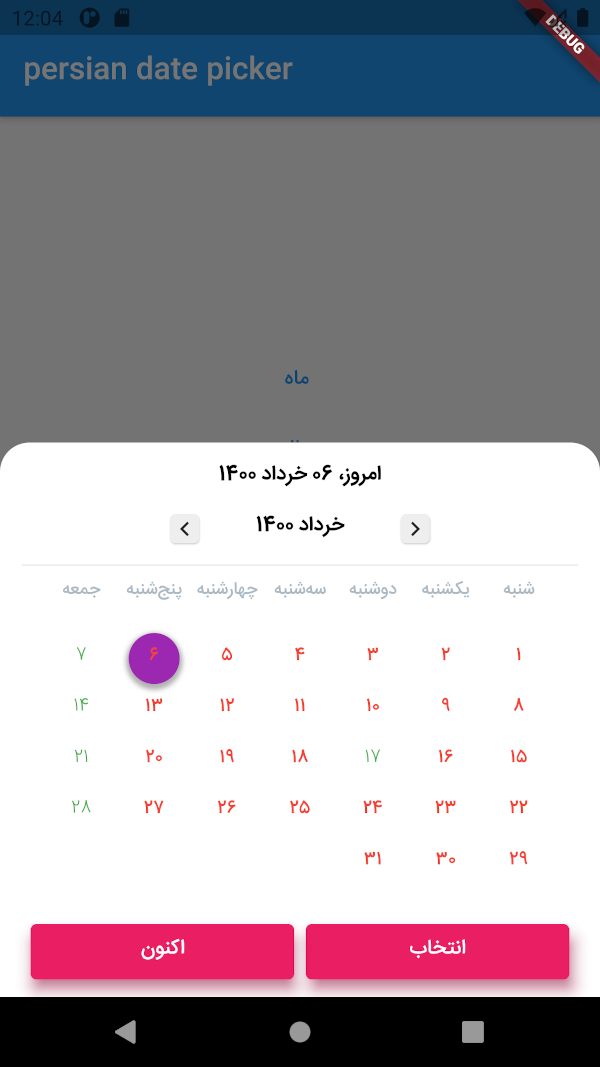 12:04
DEBUG
persian date picker
ماه
امروز، ۰۶ خرداد ۱۴۰۰
خرداد ۱۴۰۰
شنبه یکشنبه دوشنبه سه‌شنبه چهارشنبه پنج‌شنبه جمعه
۱ ۲ ۳ ۴ ۵ ۶ ۷
۸ ۹ ۱۰ ۱۱ ۱۲ ۱۳ ۱۴
۱۵ ۱۶ ۱۷ ۱۸ ۱۹ ۲۰ ۲۱
۲۲ ۲۳ ۲۴ ۲۵ ۲۶ ۲۷ ۲۸
۲۹ ۳۰ ۳۱
انتخاب اکنون